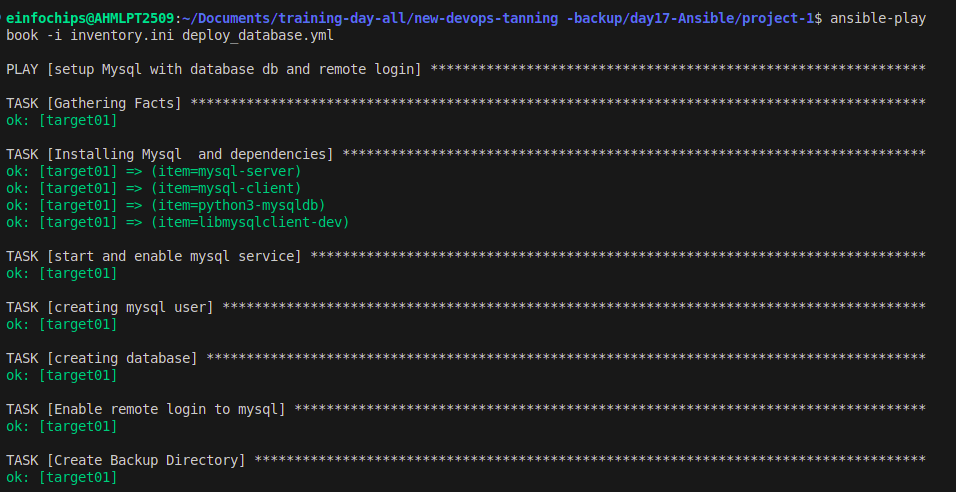 einfochips@AHMLPT2509:~/Documents/training-day-all/new-devops-tanning -backup/day17-Ansible/project-1$ ansible-play
book -i inventory.ini deploy_database.yml
PLAY [setup Mysql with database db and remote login] **************************************************************
TASK [Gathering Facts] ********************************************************************************************
ok: [target01]
TASK [Installing Mysql  and dependencies] *************************************************************************
ok: [target01] => (item=mysql-server)
ok: [target01] => (item=mysql-client)
ok: [target01] => (item=python3-mysqldb)
ok: [target01] => (item=libmysqlclient-dev)
TASK [start and enable mysql service] *****************************************************************************
ok: [target01]
TASK [creating mysql user] ****************************************************************************************
ok: [target01]
TASK [creating database] ******************************************************************************************
ok: [target01]
TASK [Enable remote login to mysql] *******************************************************************************
ok: [target01]
TASK [Create Backup Directory] ************************************************************************************
ok: [target01]